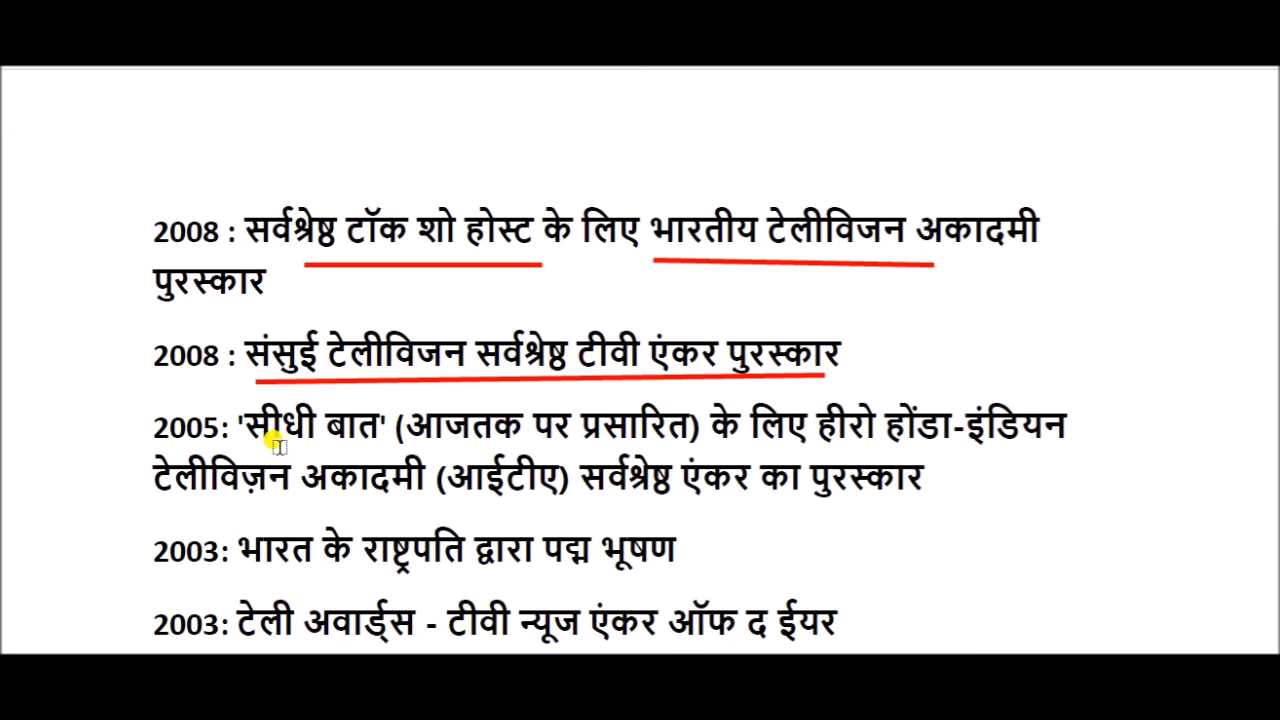 2008 : सर्वश्रेष्ठ टॉक शो होस्ट के लिए भारतीय टेलीविजन अकादमी
पुरस्कार
2008 : संसुई टेलीविजन सर्वश्रेष्ठ टीवी एंकर पुरस्कार
2005: 'सीधी बात' (आजतक पर प्रसारित) के लिए हीरो होंडा-इंडियन
टेलीविज़न अकादमी (आईटीए) सर्वश्रेष्ठ एंकर का पुरस्कार
2003: भारत के राष्ट्रपति द्वारा पद्म भूषण
2003: टेली अवार्ड्स - टीवी न्यूज एंकर ऑफ द ईयर